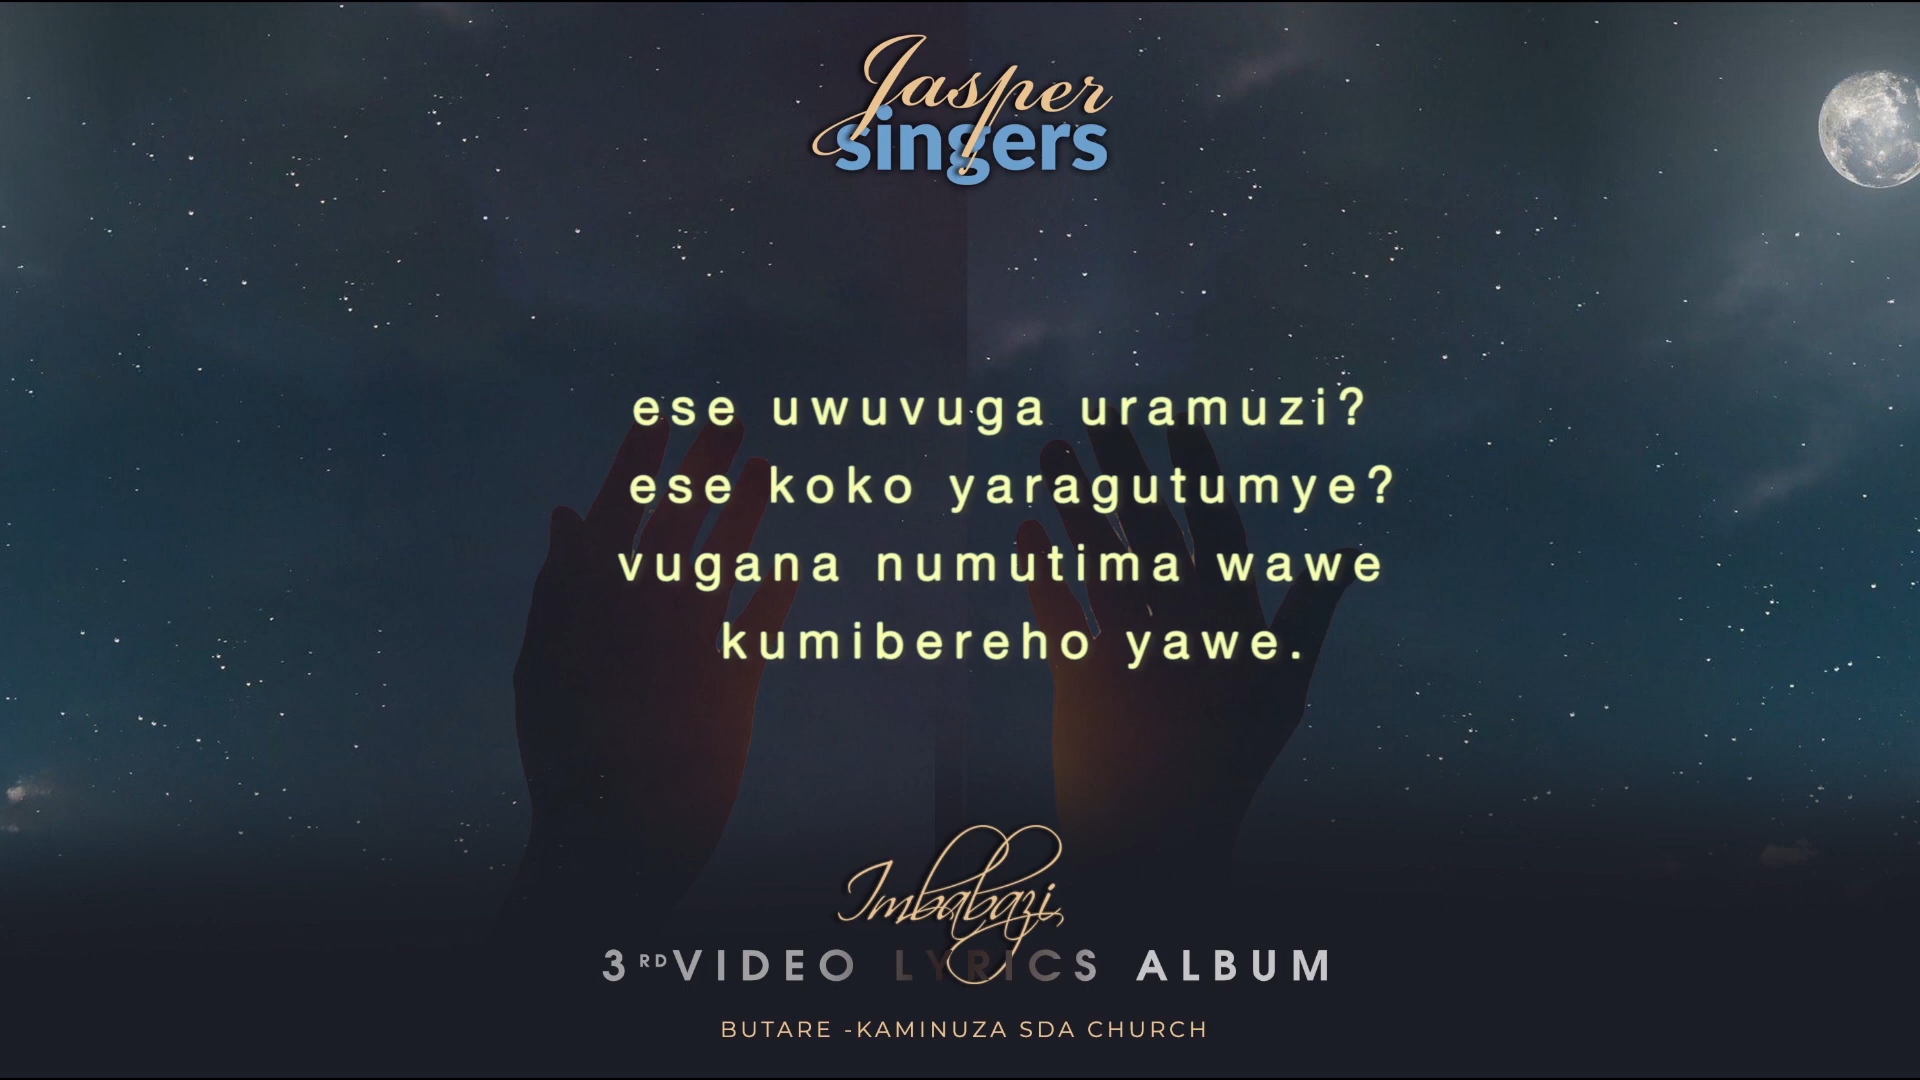 Jasper
singers
ese uwuvuga uramuzi?
ese koko yaragutumye?
vugana numutima wawe
kumibereho yawe.
Imbabazi
3RD VIDEO LYRICS ALBUM
BUTARE -KAMINUZA SDA CHURCH